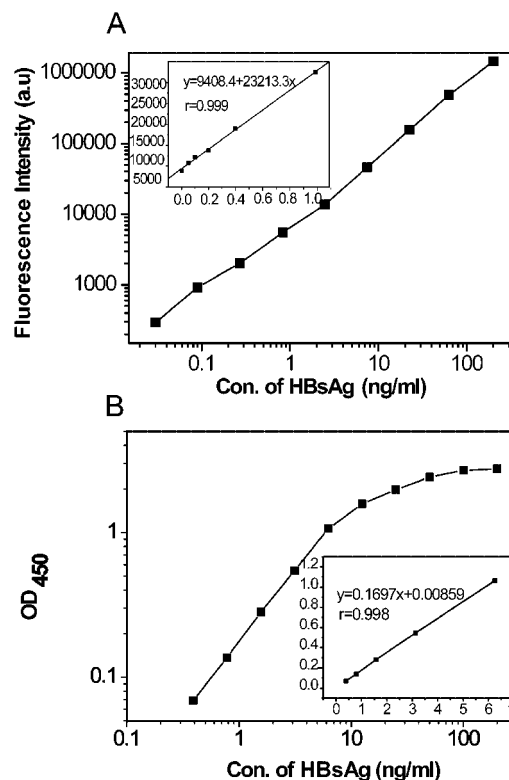 A
Fluorescence Intensity (a.u)
1000000
100000
10000
1000
30000
25000
20000
15000
10000
5000
y=9408.4+23213.3x
r=0.999
0.0 0.2 0.4 0.6 0.8 1.0
0.1 1 10 100
Con. of HBsAg (ng/ml)
B
OD450
1
0.1
1.2
1.0
0.8
0.6
0.4
0.2
0.0
y=0.1697x+0.00859
r=0.998
0 1 2 3 4 5 6 7
0.1 1 10 100
Con. of HBsAg (ng/ml)